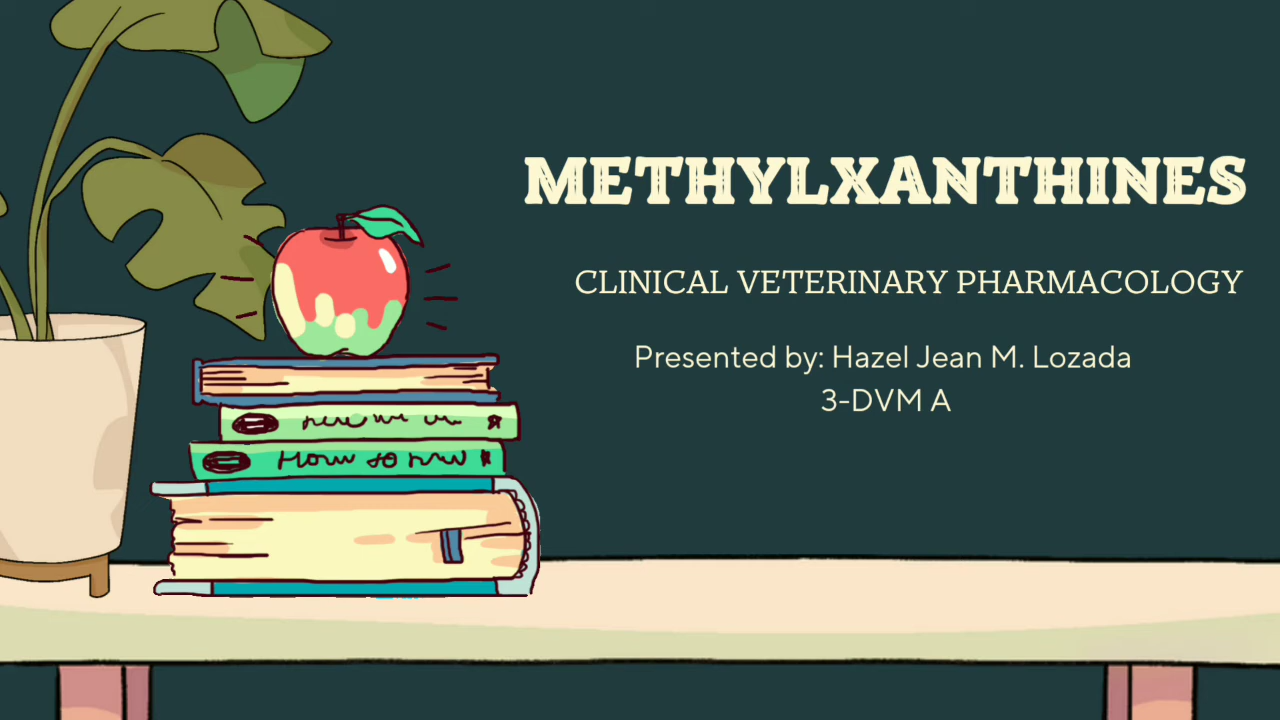 METHYLXANTHINES
CLINICAL VETERINARY PHARMACOLOGY
Presented by: Hazel Jean M. Lozada
3-DVM A